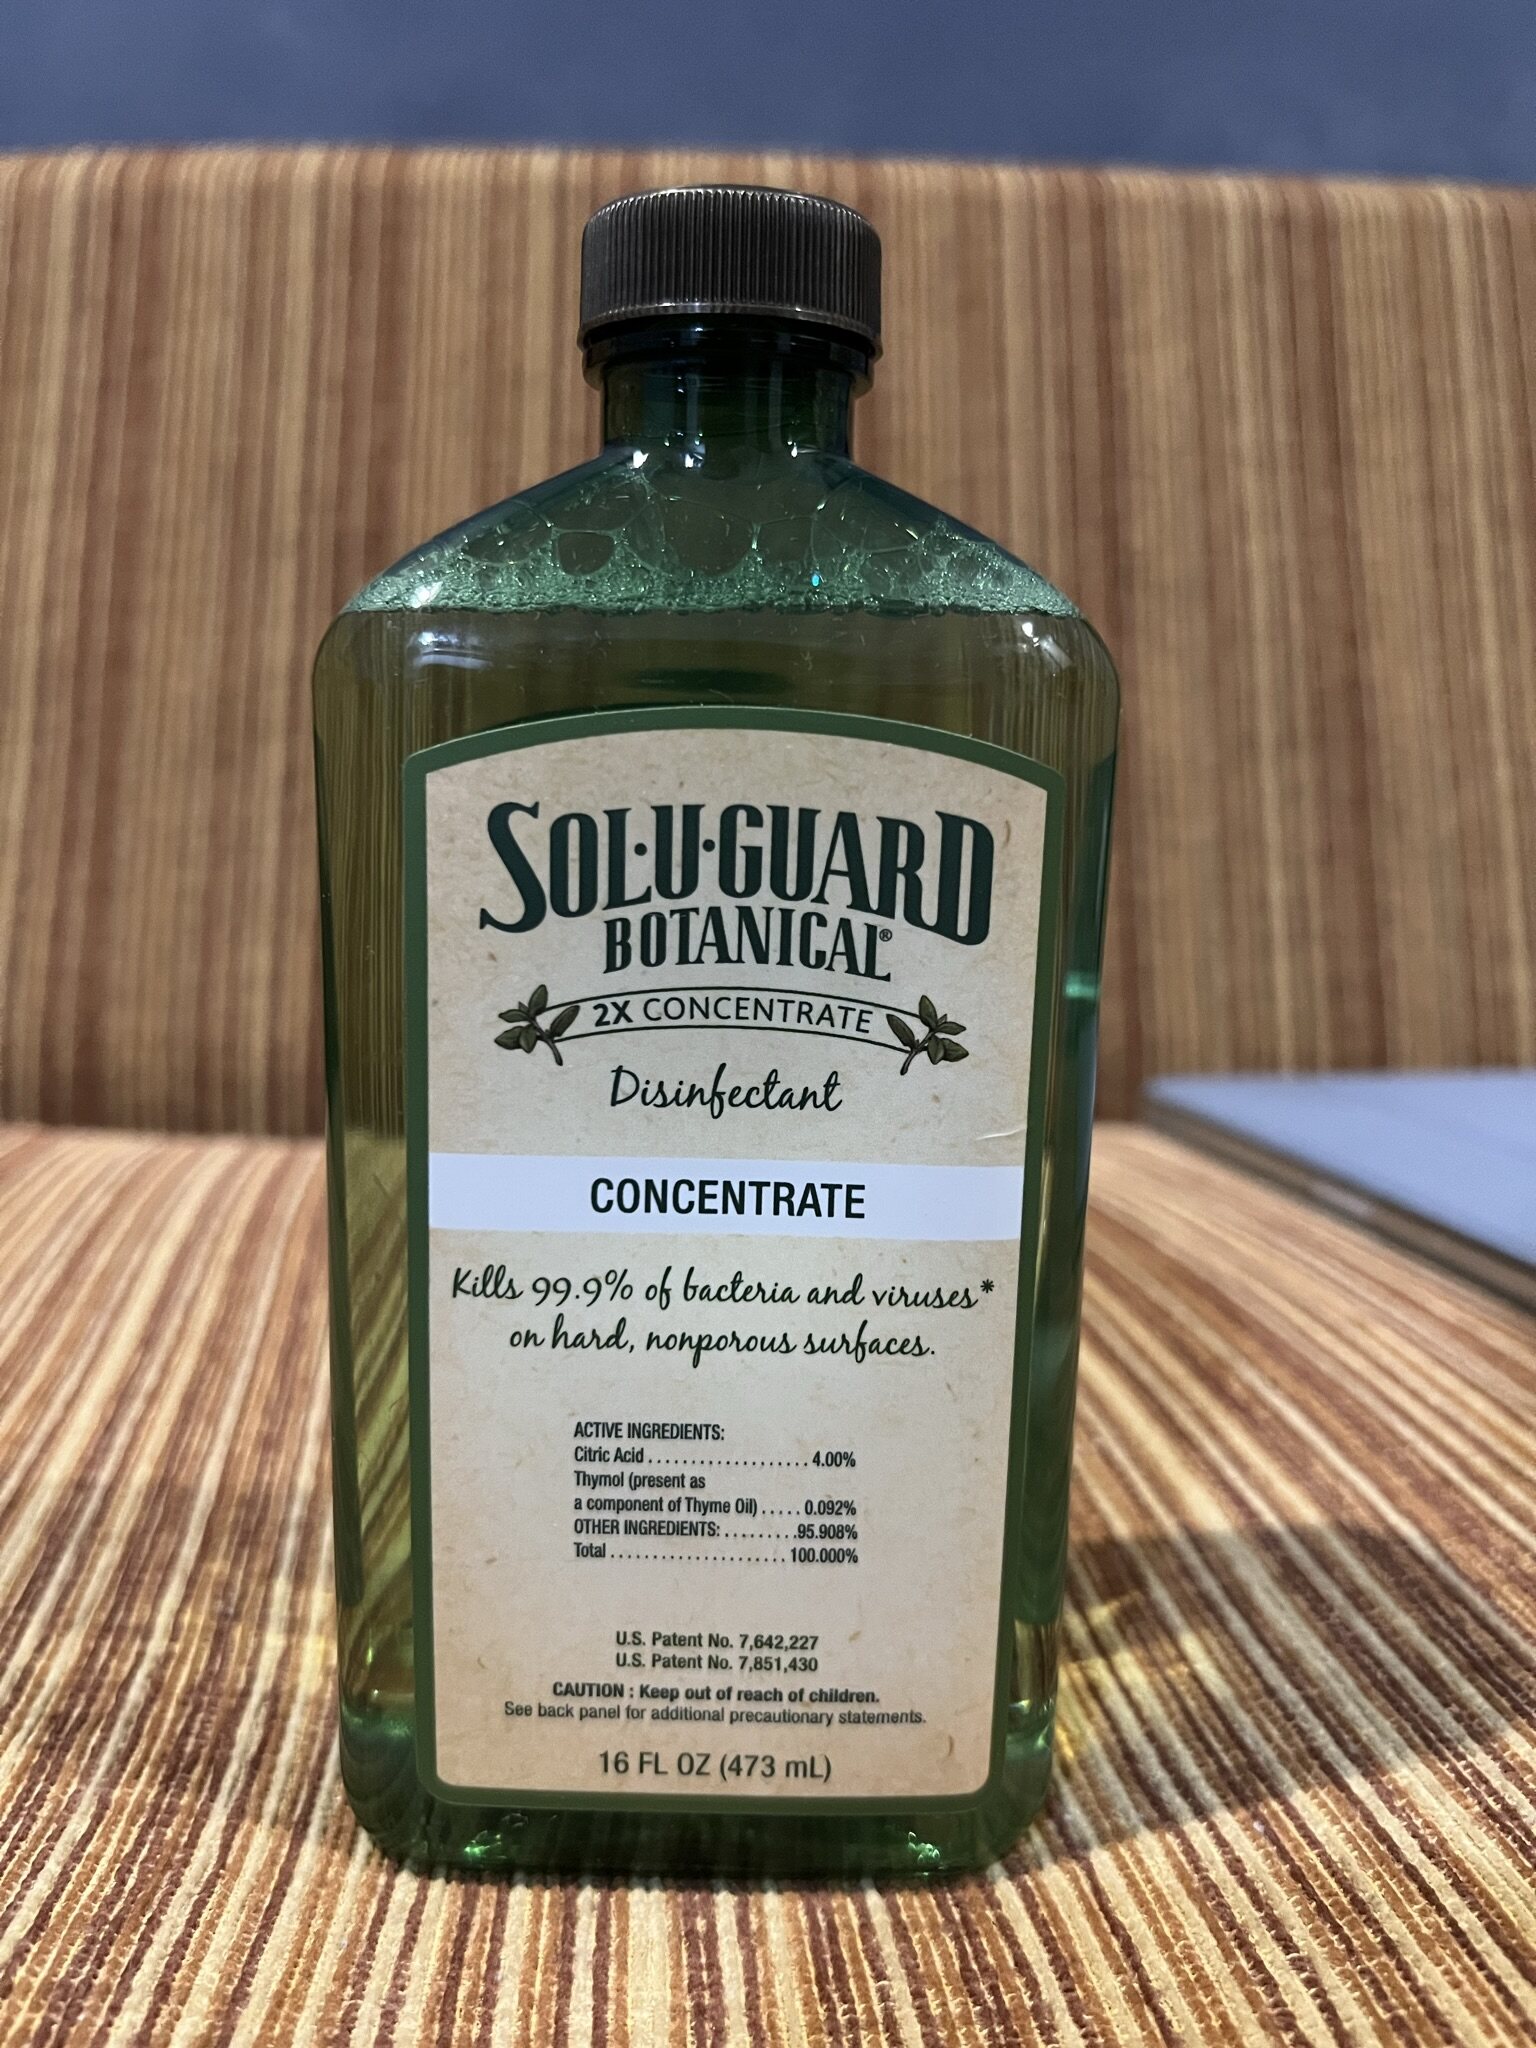 SOL·U·GUARD
BOTANICAL®
2X CONCENTRATE
Disinfectant
CONCENTRATE
Kills 99.9% of bacteria and viruses*
on hard, nonporous surfaces.
ACTIVE INGREDIENTS:
Citric Acid ................... 4.00%
Thymol (present as
a component of Thyme Oil) ..... 0.092%
OTHER INGREDIENTS: .........95.908%
Total ..................... 100.000%
U.S. Patent No. 7,642,227
U.S. Patent No. 7,851,430
CAUTION : Keep out of reach of children.
See back panel for additional precautionary statements.
16 FL OZ (473 mL)